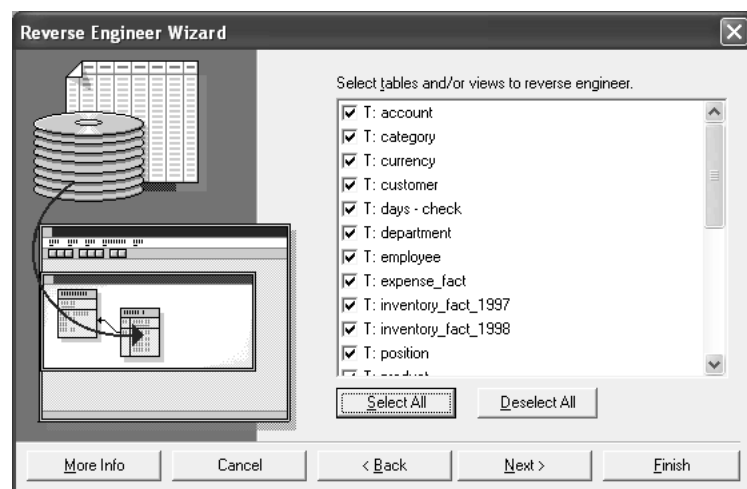 Reverse Engineer Wizard
Select tables and/or views to reverse engineer.
T: account
T: category
T: currency
T: customer
T: days - check
T: department
T: employee
T: expense_fact
T: inventory_fact_1997
T: inventory_fact_1998
T: position
T: product
Select All Deselect All
More Info Cancel < Back Next > Finish